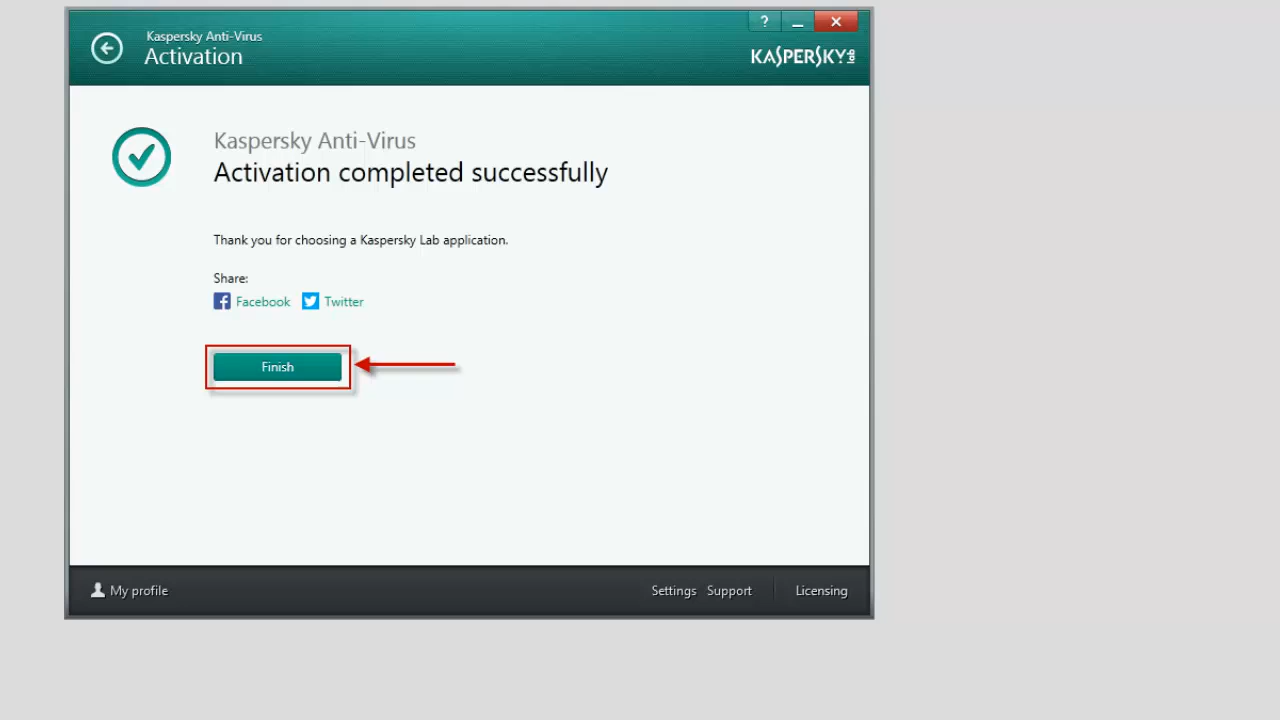 Kaspersky Anti-Virus
Activation
?
KASPERSKY lab
Kaspersky Anti-Virus
Activation completed successfully
Thank you for choosing a Kaspersky Lab application.
Share:
Facebook Twitter
Finish
My profile
Settings Support Licensing